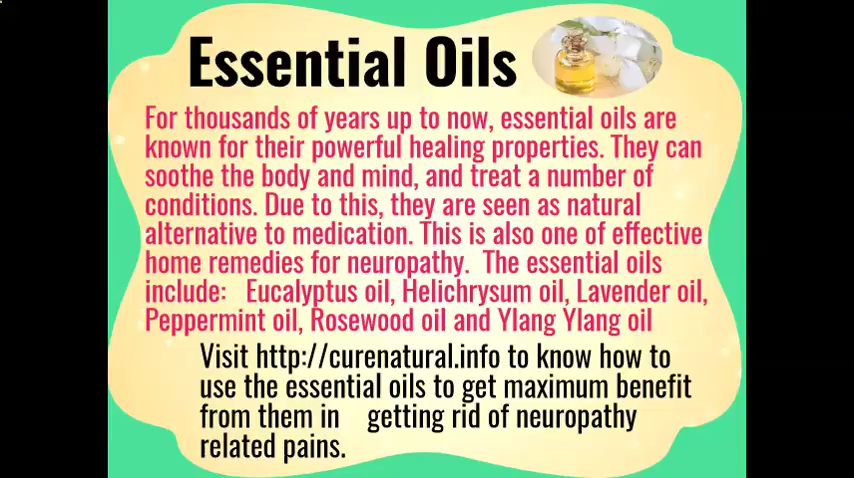 Essential Oils
For thousands of years up to now, essential oils are
known for their powerful healing properties. They can
soothe the body and mind, and treat a number of
conditions. Due to this, they are seen as natural
alternative to medication. This is also one of effective
home remedies for neuropathy. The essential oils
include: Eucalyptus oil, Helichrysum oil, Lavender oil,
Peppermint oil, Rosewood oil and Ylang Ylang oil
Visit http://curenatural.info to know how to
use the essential oils to get maximum benefit
from them in getting rid of neuropathy
related pains.